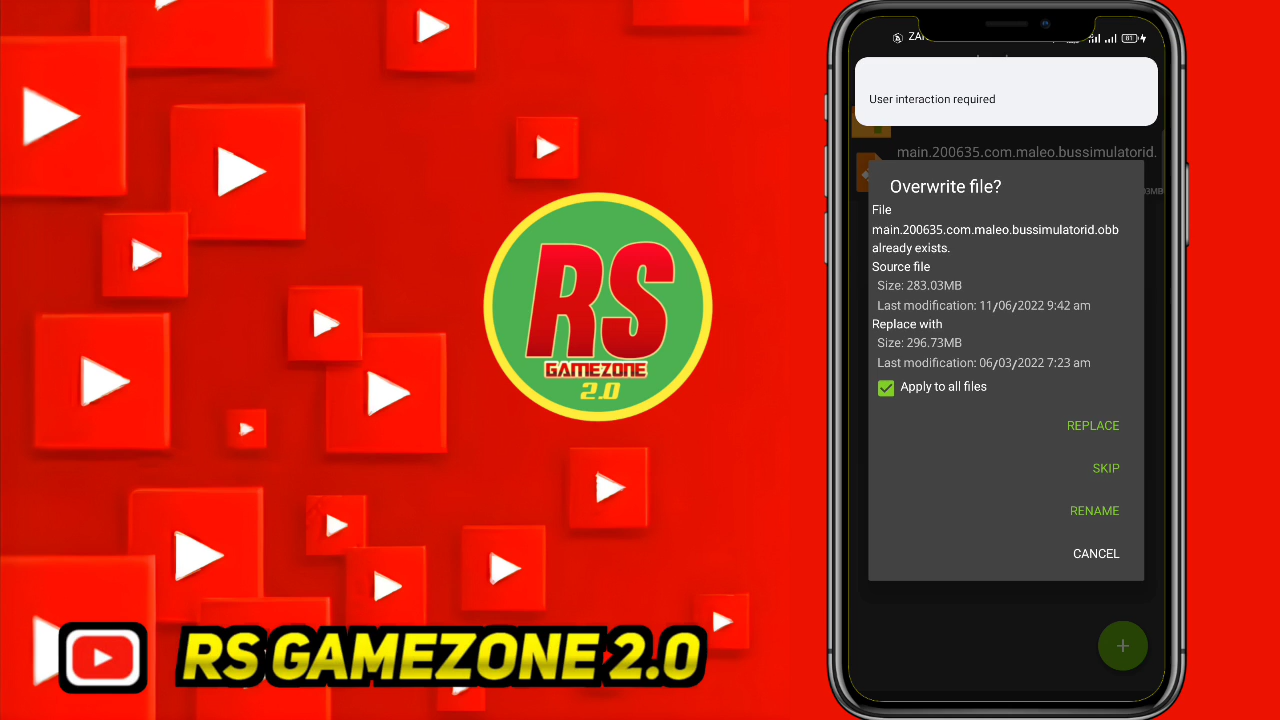 RS
GAMEZONE
2.0
RS GAMEZONE 2.0
81
User interaction required
main.200635.com.maleo.bussimulatorid.
Overwrite file?
File
main.200635.com.maleo.bussimulatorid.obb
already exists.
Source file
Size: 283.03MB
Last modification: 11/06/2022 9:42 am
Replace with
Size: 296.73MB
Last modification: 06/03/2022 7:23 am
Apply to all files
REPLACE
SKIP
RENAME
CANCEL